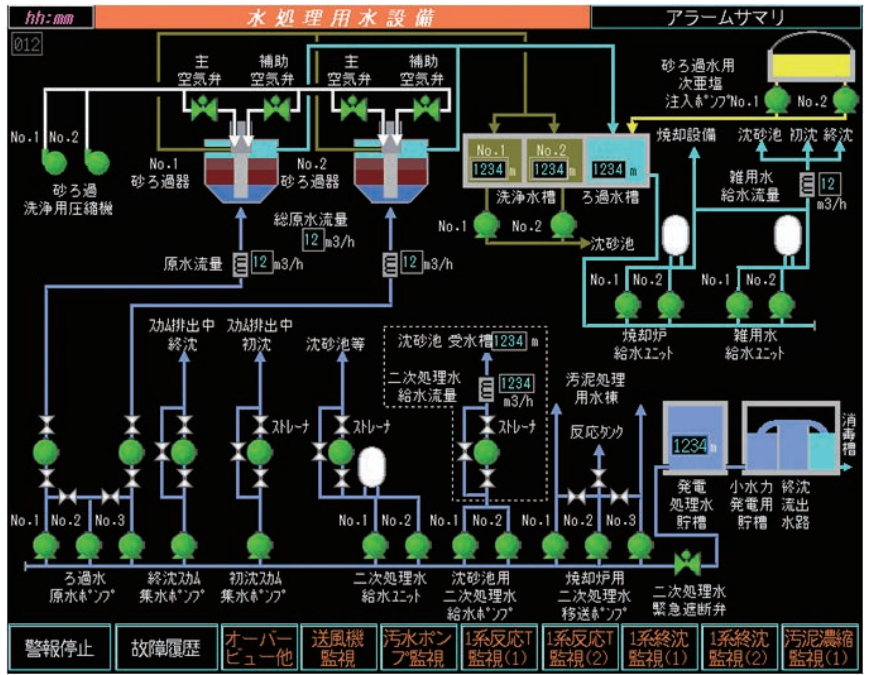 hh:mm
水処理用水設備
アラームサマリ
012
主
空気弁
補助
空気弁
主
空気弁
補助
空気弁
砂ろ過水用
次亜塩
注入ﾎﾟﾝﾌﾟNo.1
No.2
No.1
No.2
砂ろ過
洗浄用圧縮機
No.1
砂ろ過器
No.2
砂ろ過器
No.1
1234 m
No.2
1234 m
1234 m
洗浄水槽
ろ過水槽
焼却設備
沈砂池
初沈
終沈
雑用水
給水流量
12
m3/h
No.1
No.2
沈砂池
総原水流量
12 m3/h
原水流量
12 m3/h
12 m3/h
No.1
No.2
No.1
No.2
焼却炉
給水ﾕﾆｯﾄ
雑用水
給水ﾕﾆｯﾄ
ｽｶﾑ排出中
終沈
ｽｶﾑ排出中
初沈
沈砂池等
沈砂池 受水槽 1234 m
二次処理水
給水流量
1234
m3/h
汚泥処理
用水棟
反応ﾀﾝｸ
ｽﾄﾚｰﾅ
ｽﾄﾚｰﾅ
ｽﾄﾚｰﾅ
1234 m
消毒槽
発電
処理水
貯槽
小水力
発電用
貯槽
終沈
流出
水路
No.1
No.2
No.3
No.1
No.2
No.1
No.2
No.1
No.2
No.3
ろ過水
原水ﾎﾟﾝﾌﾟ
終沈ｽｶﾑ
集水ﾎﾟﾝﾌﾟ
初沈ｽｶﾑ
集水ﾎﾟﾝﾌﾟ
二次処理水
給水ﾕﾆｯﾄ
沈砂池用
二次処理水
給水ﾎﾟﾝﾌﾟ
焼却炉用
二次処理水
移送ﾎﾟﾝﾌﾟ
二次処理水
緊急遮断弁
警報停止
故障履歴
オーバー
ビュー他
送風機
監視
汚水ポン
プ監視
1系反応T
監視(1)
1系反応T
監視(2)
1系終沈
監視(1)
1系終沈
監視(2)
汚泥濃縮
監視(1)